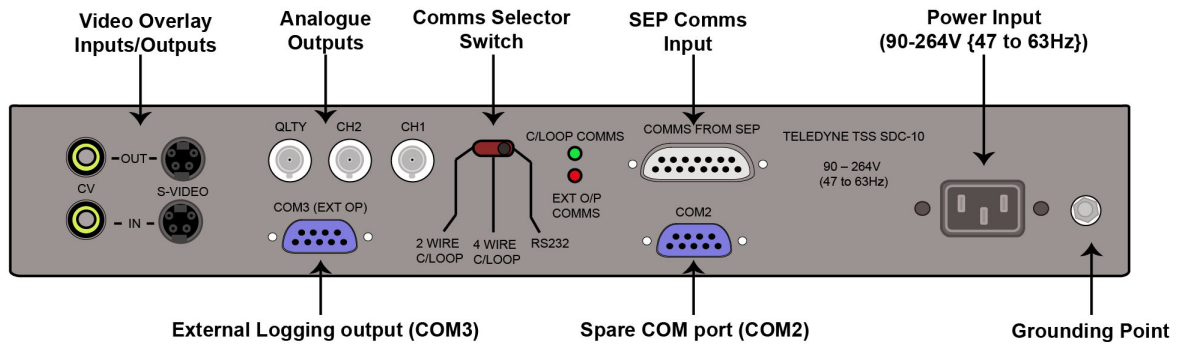 Video Overlay
Inputs/Outputs
Analogue
Outputs
Comms Selector
Switch
SEP Comms
Input
Power Input
(90-264V {47 to 63Hz})
QLTY
CH2
CH1
C/LOOP COMMS
COMMS FROM SEP
TELEDYNE TSS SDC-10
OUT
90 – 264V
(47 to 63Hz)
CV
S-VIDEO
EXT O/P
COMMS
COM3 (EXT OP)
COM2
IN
2 WIRE
C/LOOP
4 WIRE
C/LOOP
RS232
External Logging output (COM3)
Spare COM port (COM2)
Grounding Point